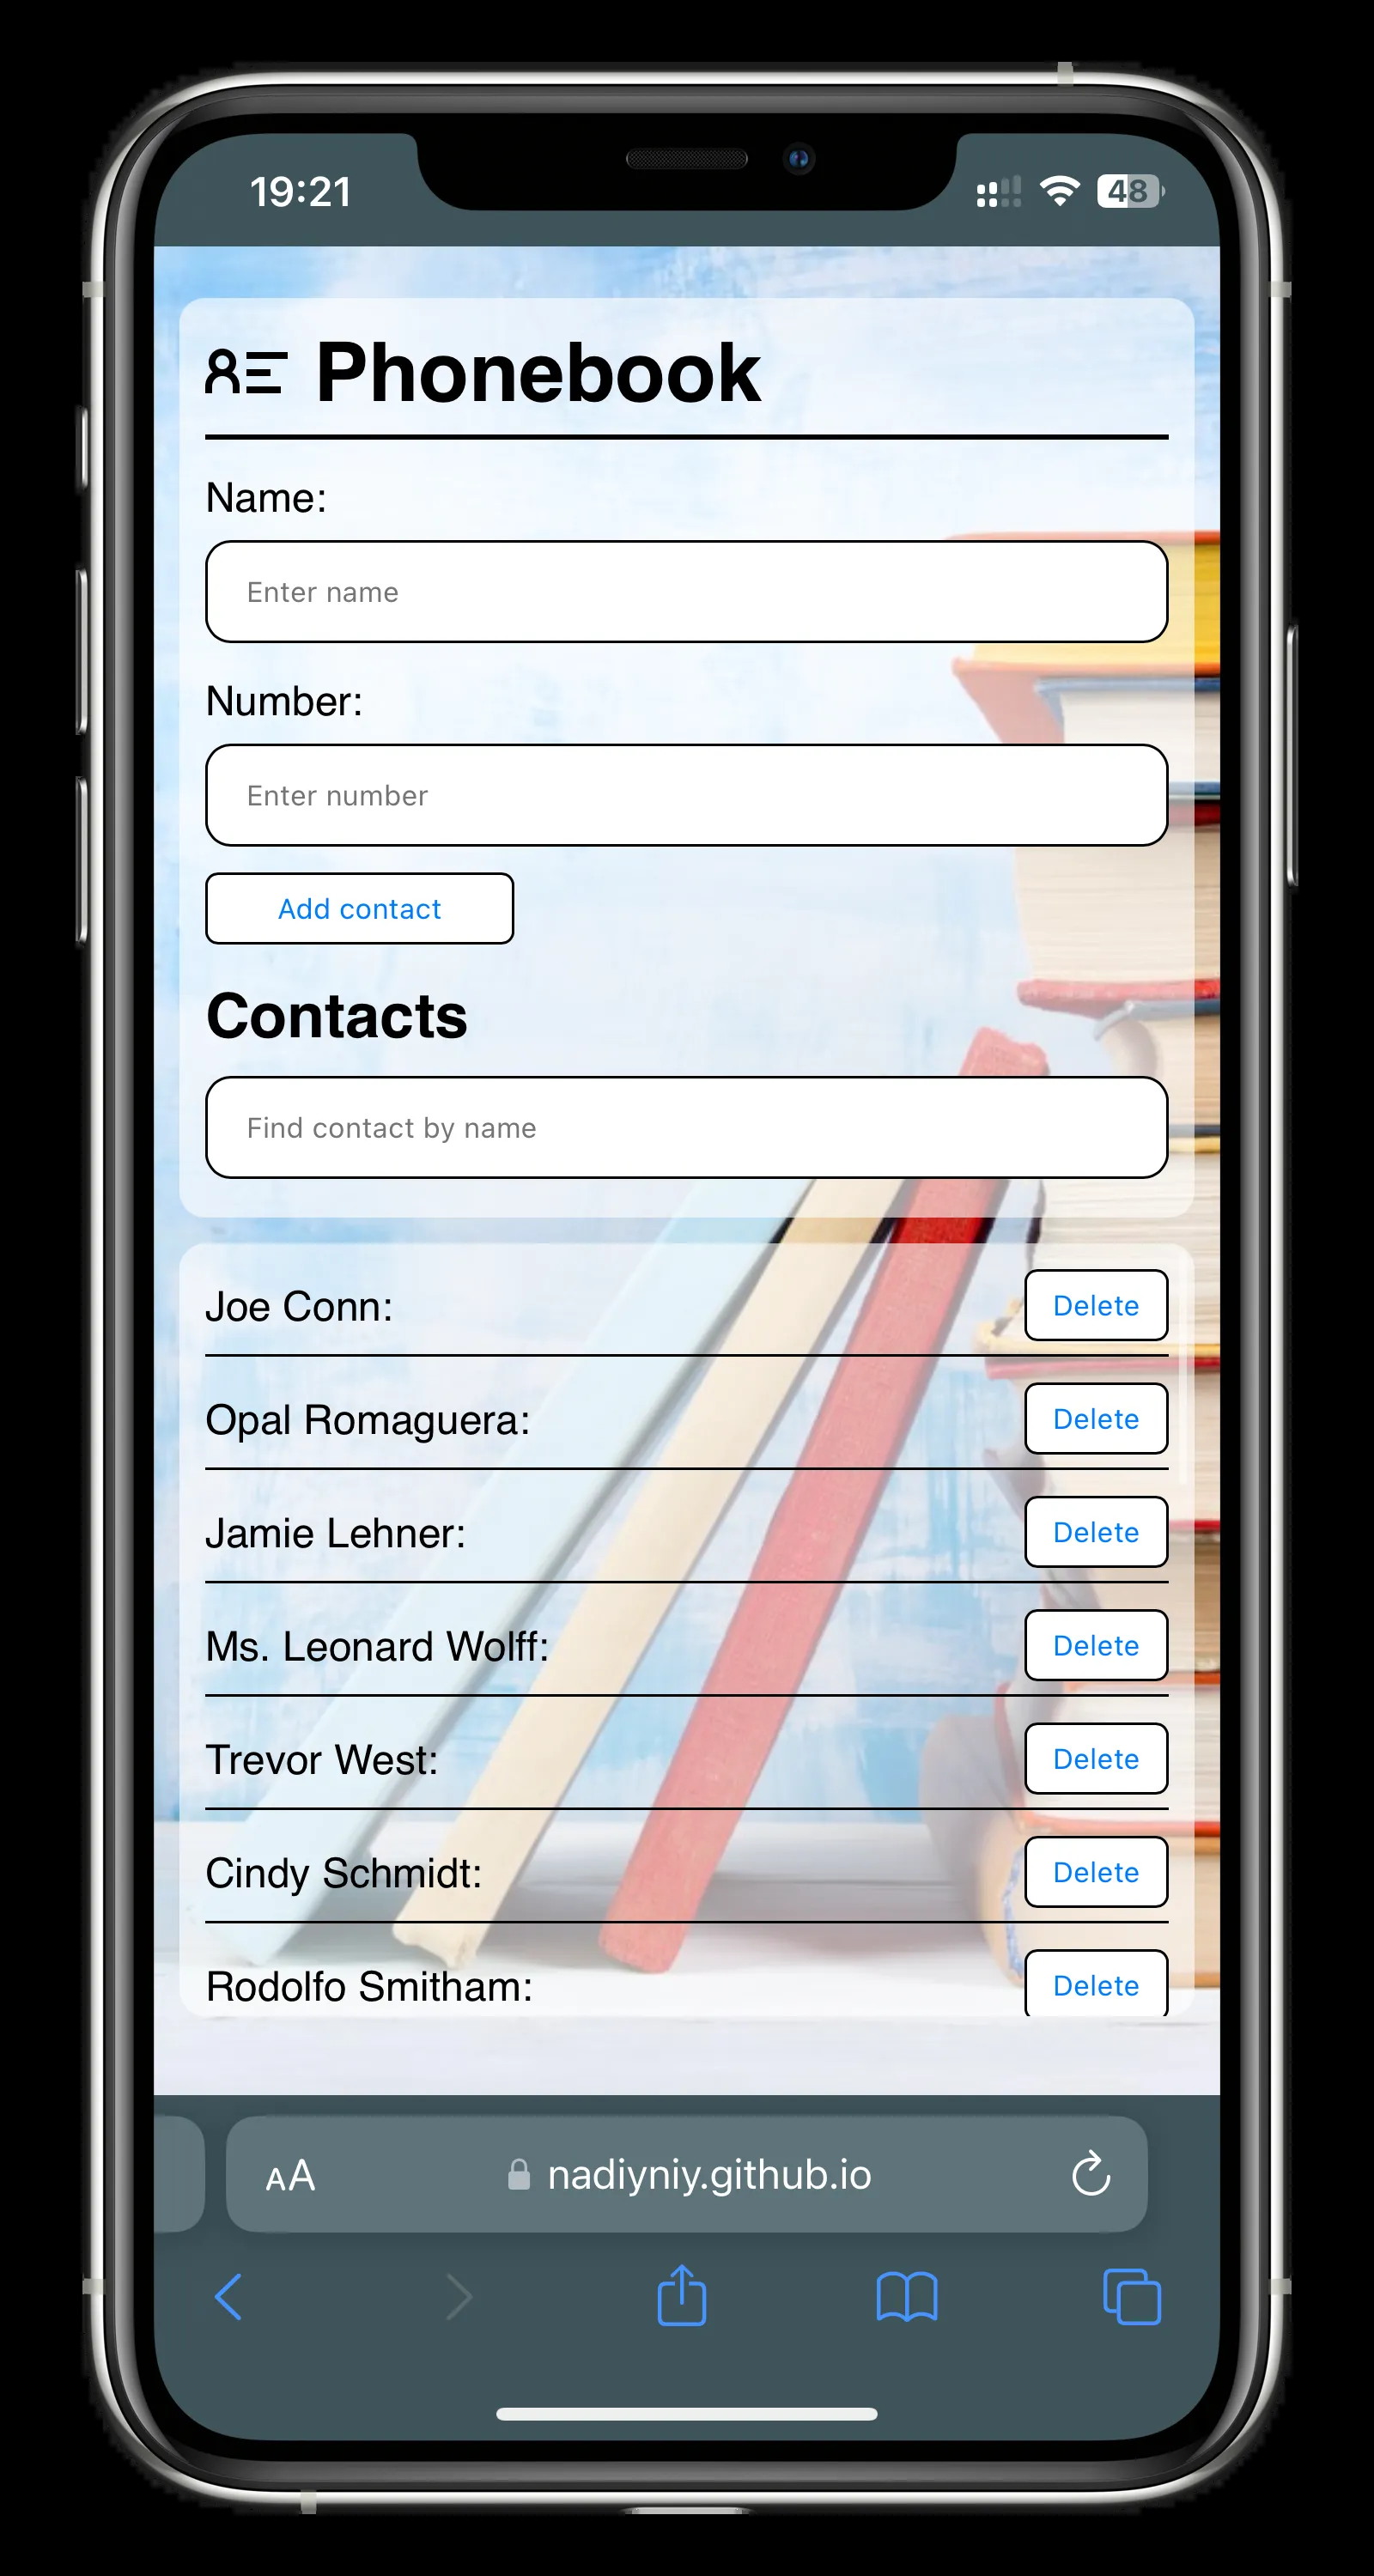 19:21
48
Phonebook
Name:
Enter name
Number:
Enter number
Add contact
Contacts
Find contact by name
Joe Conn:
Delete
Opal Romaguera:
Delete
Jamie Lehner:
Delete
Ms. Leonard Wolff:
Delete
Trevor West:
Delete
Cindy Schmidt:
Delete
Rodolfo Smitham:
Delete
AA
nadiyniy.github.io